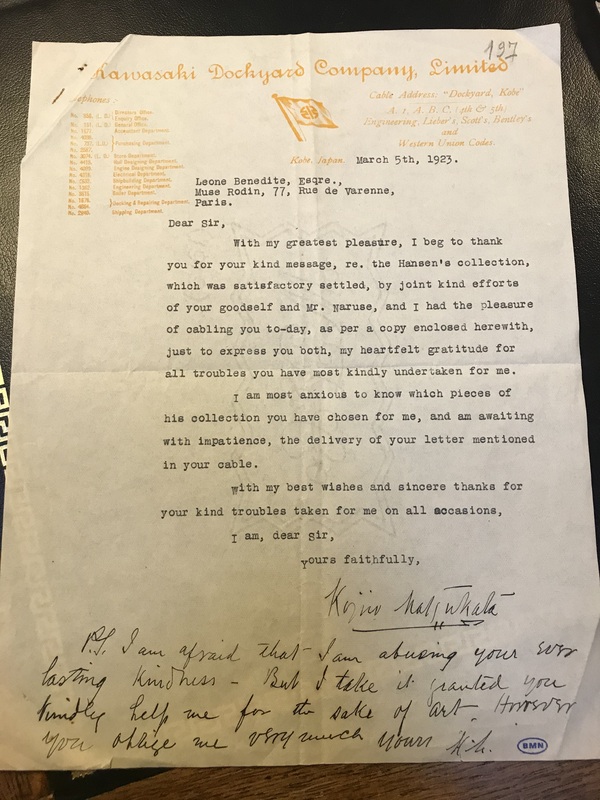 197
Kawasaki Dockyard Company, Limited
Cable Address: "Dockyard, Kobe"
A. 1, A. B. C. (4th & 5th)
Engineering, Lieber's, Scott's, Bentley's
and
Western Union Codes.
Kobe, Japan. March 5th, 1923.
Leone Benedite, Esqre.,
Muse Rodin, 77, Rue de Varenne,
Paris.
Dear Sir,
With my greatest pleasure, I beg to thank
you for your kind message, re. the Hansen's collection,
which was satisfactory settled, by joint kind efforts
of your goodself and Mr. Naruse, and I had the pleasure
of cabling you to-day, as per a copy enclosed herewith,
just to express you both, my heartfelt gratitude for
all troubles you have most kindly undertaken for me.
I am most anxious to know which pieces of
his collection you have chosen for me, and am awaiting
with impatience, the delivery of your letter mentioned
in your cable.
With my best wishes and sincere thanks for
your kind troubles taken for me on all accasions,
I am, dear Sir,
Yours faithfully,
Kojiro Matsukata
P.S. I am afraid that I am abusing your ever
lasting kindness - But I take it granted you
kindly help me for the sake of art. However
you oblige me very much yours K.M.
BMN